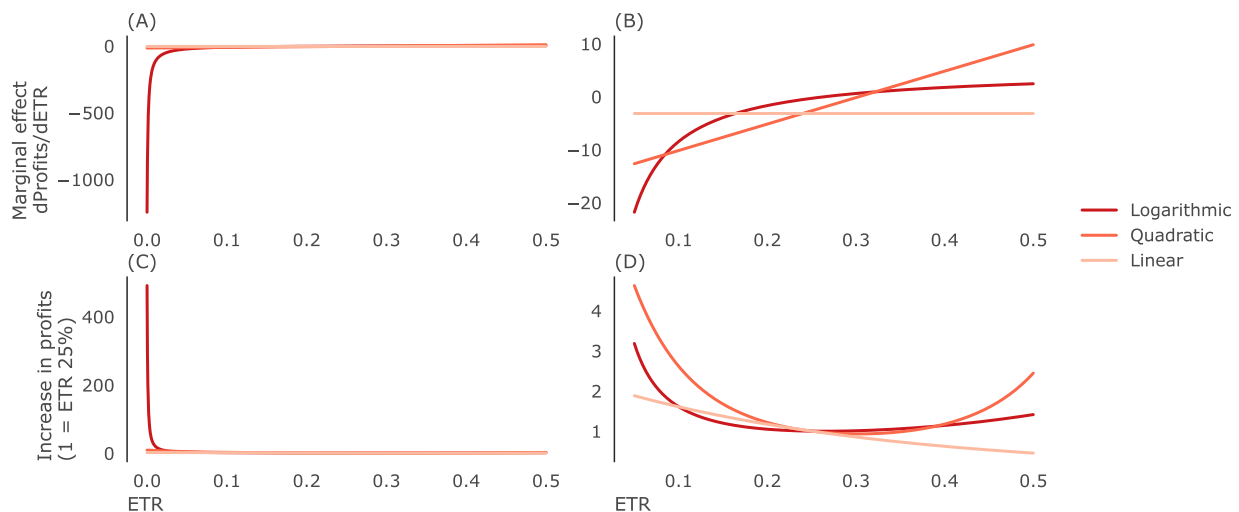 (A)
Marginal effect
dProfits/dETR
0
−500
−1000
0.0 0.1 0.2 0.3 0.4 0.5
(B)
10
0
−10
−20
0.1 0.2 0.3 0.4 0.5
Logarithmic
Quadratic
Linear
(C)
Increase in profits
(1 = ETR 25%)
400
200
0
0.0 0.1 0.2 0.3 0.4 0.5
ETR
(D)
4
3
2
1
0.1 0.2 0.3 0.4 0.5
ETR